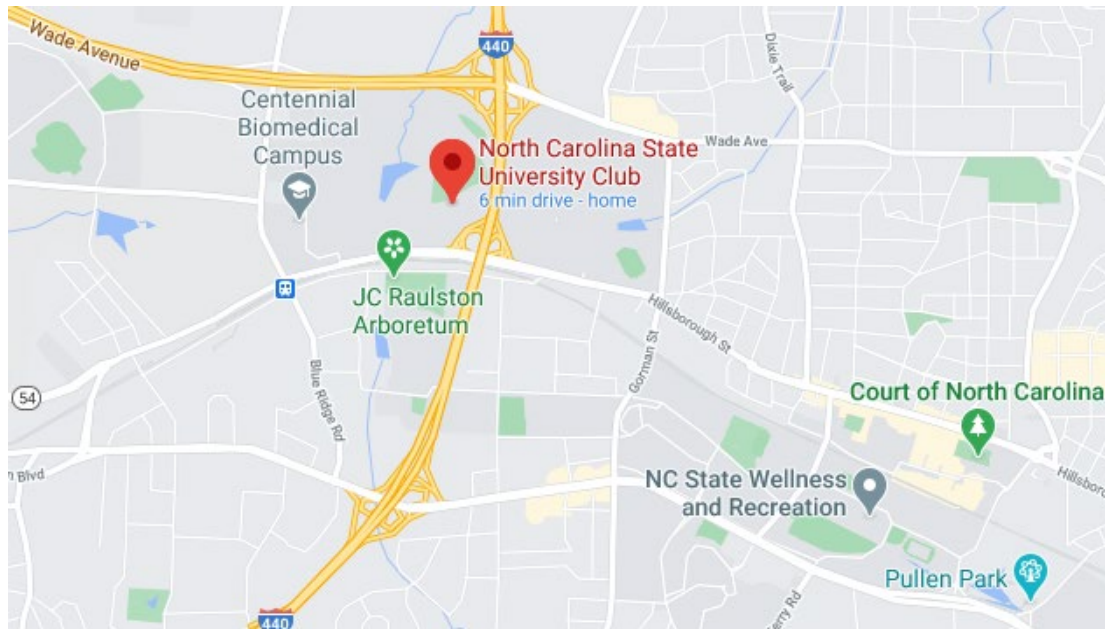 Wade Avenue
440
Dixie Trail
Centennial
Biomedical
Campus
Wade Ave
North Carolina State
University Club
6 min drive - home
JC Raulston
Arboretum
Hillsborough St
Gorman St
Blue Ridge Rd
54
Court of North Carolina
n Blvd
Hillsboro
NC State Wellness
and Recreation
Pullen Park
erry Rd
440